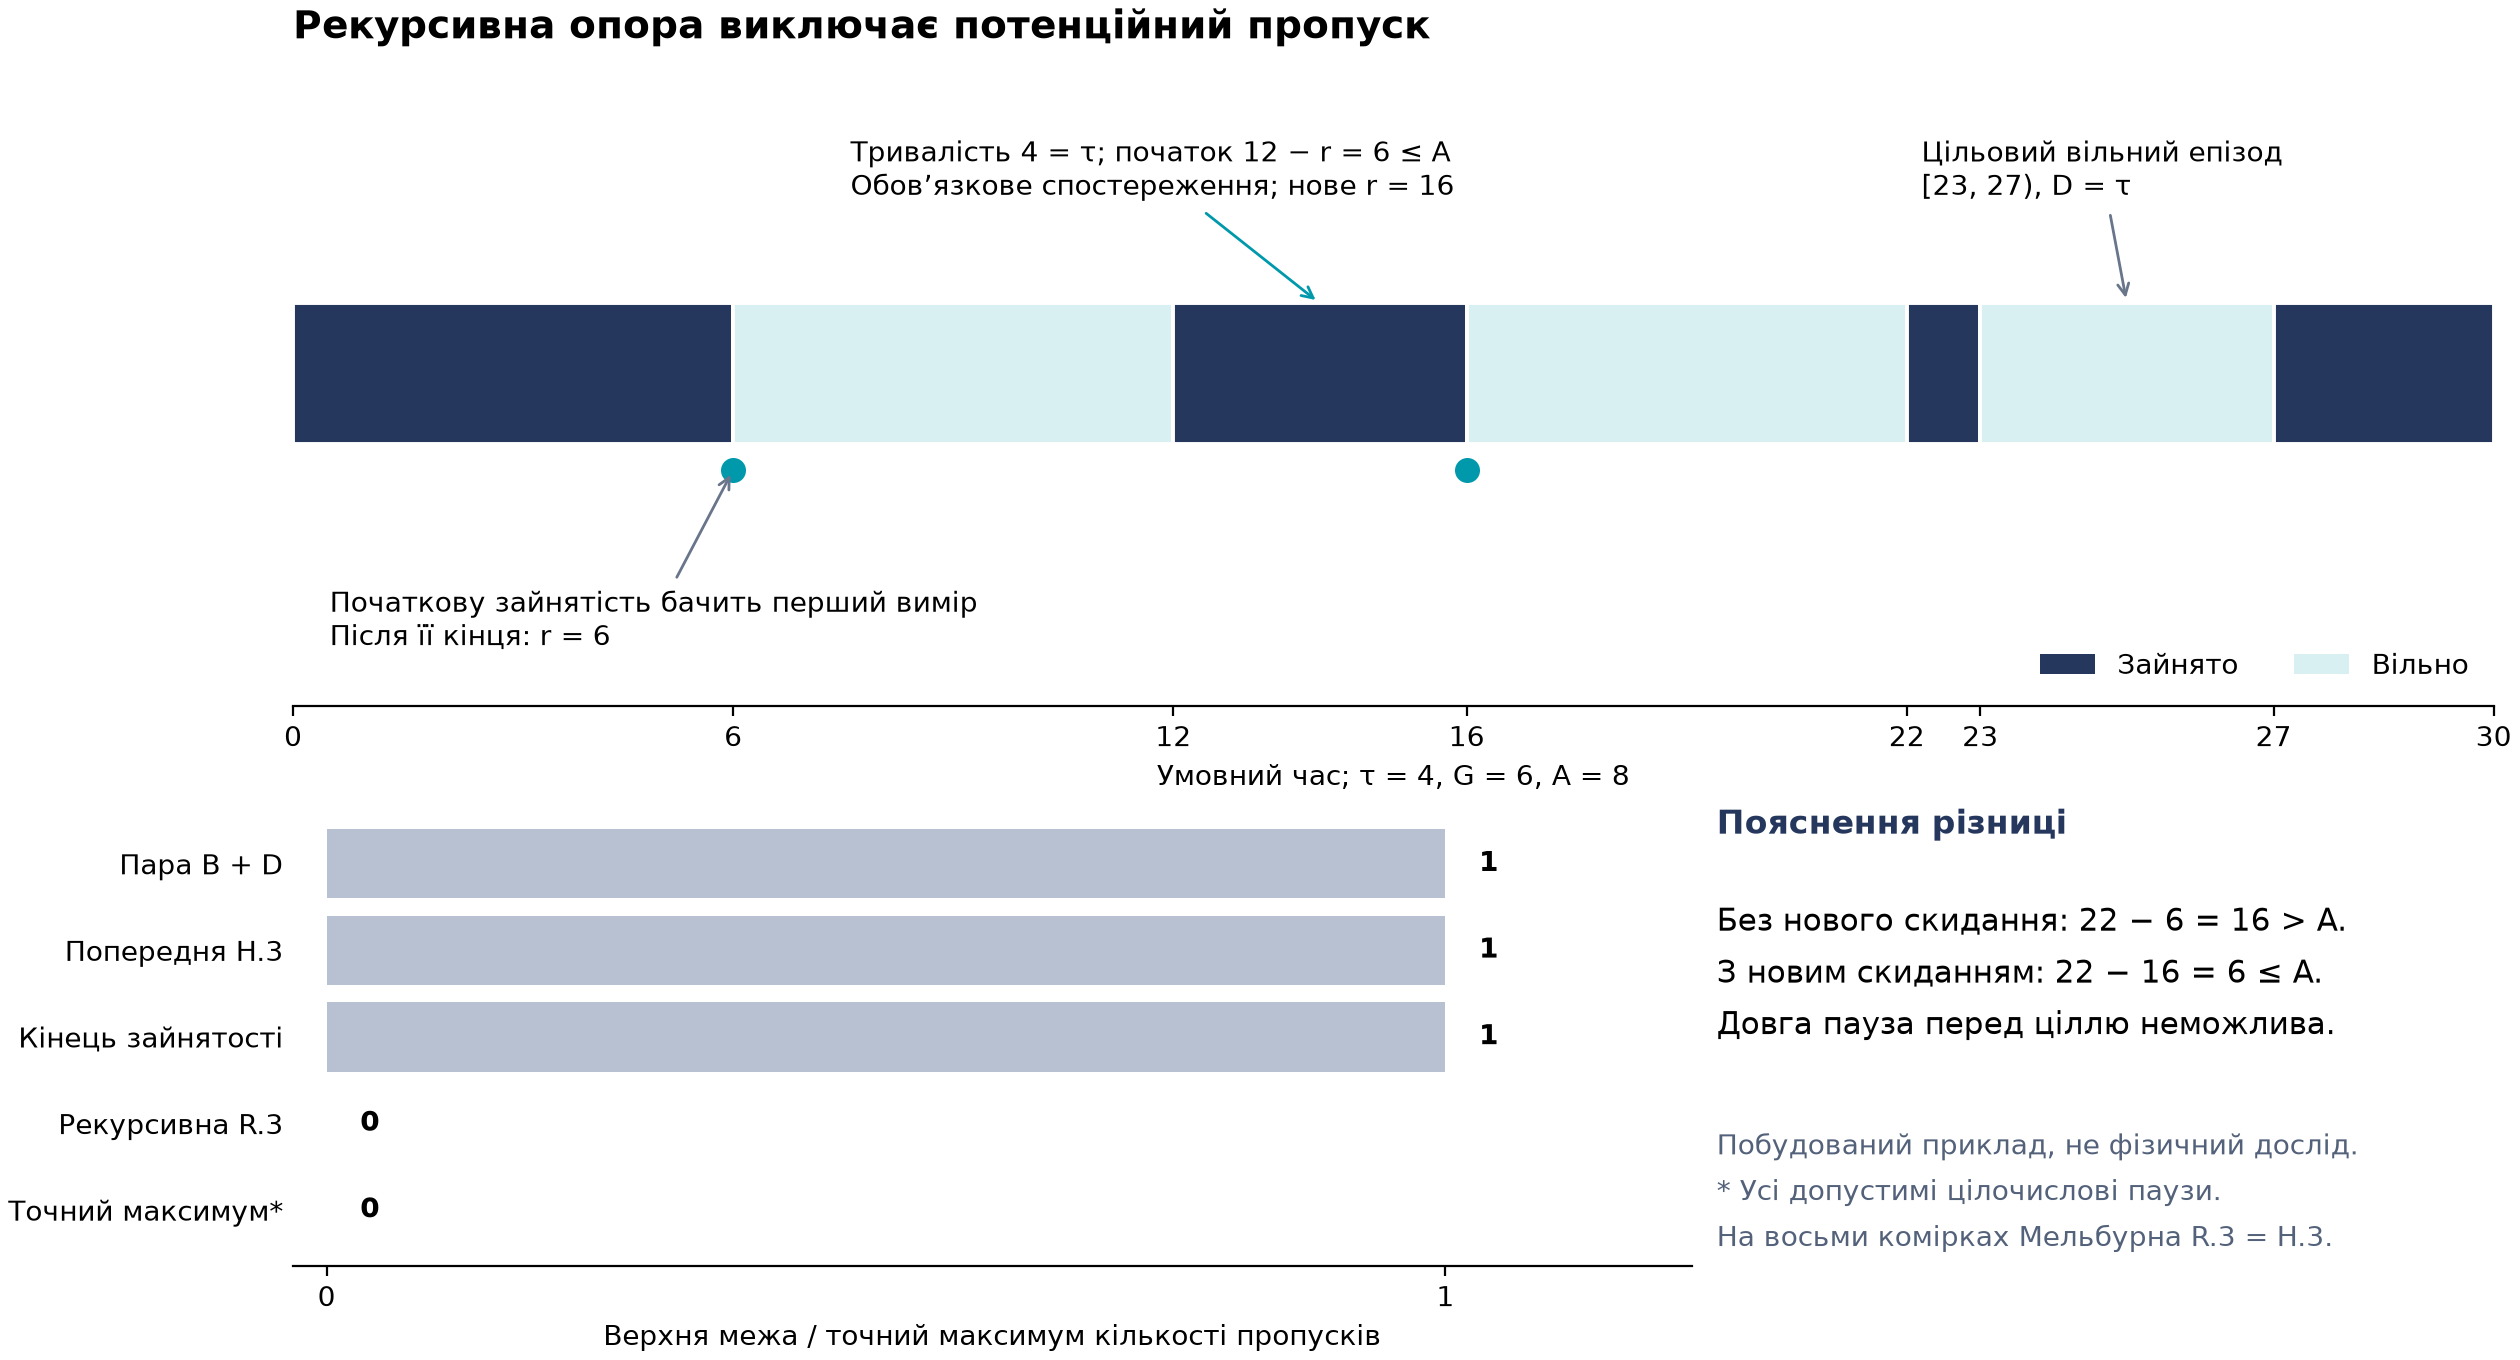 Рекурсивна опора виключає потенційний пропуск
Тривалість 4 = τ; початок 12 − r = 6 ≤ A
Обов’язкове спостереження; нове r = 16
Цільовий вільний епізод
[23, 27), D = τ
Початкову зайнятість бачить перший вимір
Після її кінця: r = 6
Зайнято
Вільно
0
6
12
16
22
23
27
30
Умовний час; τ = 4, G = 6, A = 8
Пара B + D
1
Попередня H.3
1
Кінець зайнятості
1
Рекурсивна R.3
0
Точний максимум*
0
0
1
Верхня межа / точний максимум кількості пропусків
Пояснення різниці
Без нового скидання: 22 − 6 = 16 > A.
З новим скиданням: 22 − 16 = 6 ≤ A.
Довга пауза перед ціллю неможлива.
Побудований приклад, не фізичний дослід.
* Усі допустимі цілочислові паузи.
На восьми комірках Мельбурна R.3 = H.3.